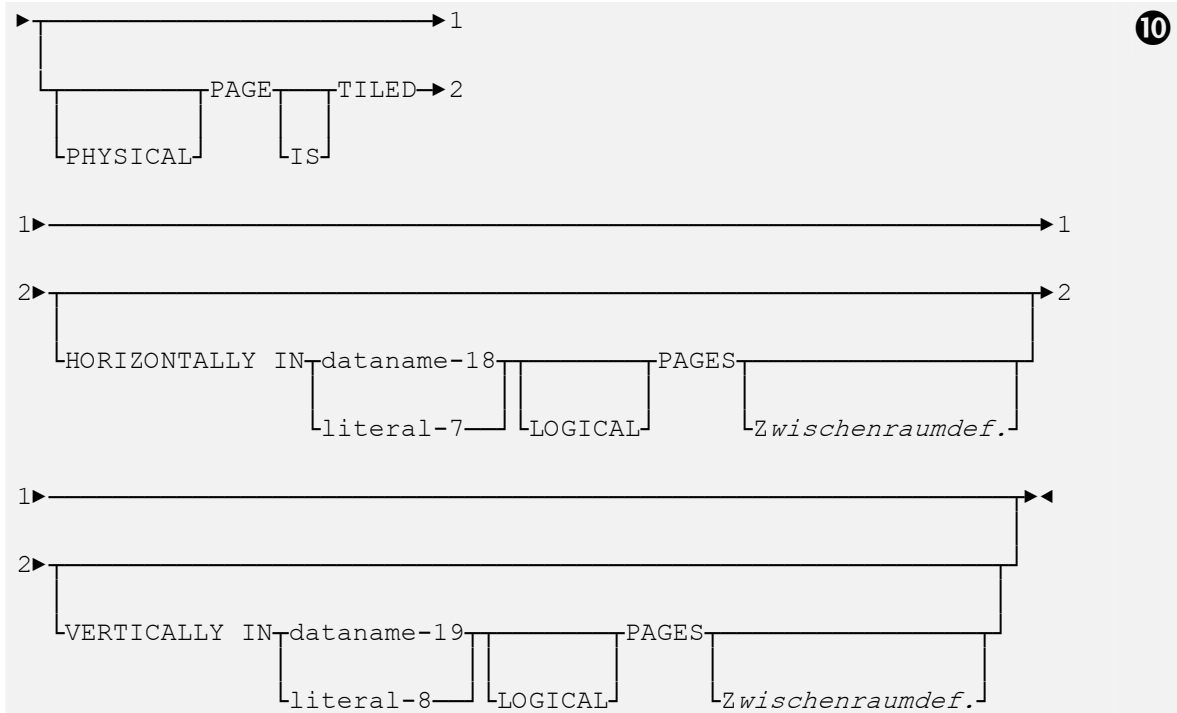 1 ❿
PAGE TILED 2
PHYSICAL IS
1 1
2 2
HORIZONTALLY IN dataname-18 PAGES
literal-7 LOGICAL Zwischenraumdef.
1
2
VERTICALLY IN dataname-19 PAGES
literal-8 LOGICAL Zwischenraumdef.